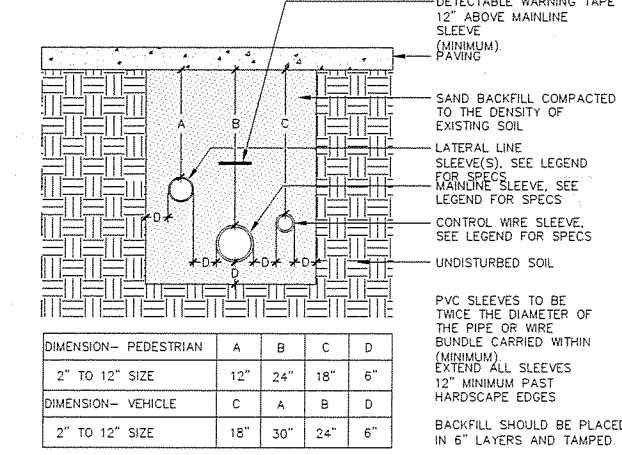 DETECTABLE WARNING TAPE
12" ABOVE MAINLINE
SLEEVE
(MINIMUM).
PAVING
SAND BACKFILL COMPACTED
TO THE DENSITY OF
EXISTING SOIL
LATERAL LINE
SLEEVE(S). SEE LEGEND
FOR SPECS
MAINLINE SLEEVE, SEE
LEGEND FOR SPECS
CONTROL WIRE SLEEVE,
SEE LEGEND FOR SPECS
UNDISTURBED SOIL
A B C
D
D D D
D
PVC SLEEVES TO BE
TWICE THE DIAMETER OF
THE PIPE OR WIRE
BUNDLE CARRIED WITHIN
(MINIMUM).
EXTEND ALL SLEEVES
12" MINIMUM PAST
HARDSCAPE EDGES
BACKFILL SHOULD BE PLACED
IN 6" LAYERS AND TAMPED.
DIMENSION- PEDESTRIAN A B C D
2" TO 12" SIZE 12" 24" 18" 6"
DIMENSION- VEHICLE C A B D
2" TO 12" SIZE 18" 30" 24" 6"